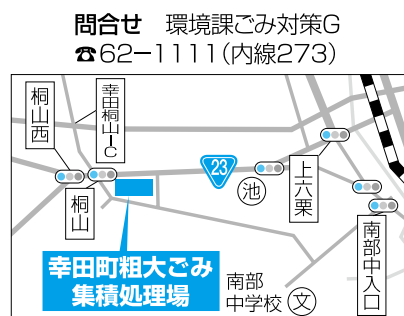 問合せ 環境課ごみ対策G
☎62−1111(内線273)
桐山西
幸田桐山IC
桐山
23
池
上六栗
南部中入口
幸田町粗大ごみ
集積処理場
南部
中学校
文